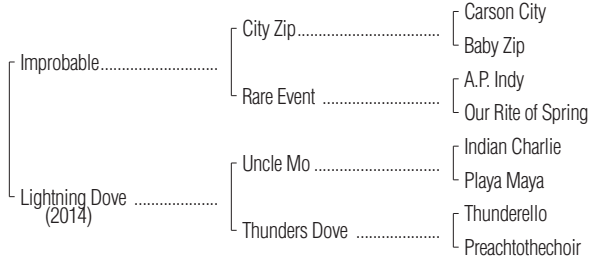 Carson City
City Zip..............................
Baby Zip
Improbable.........................
A.P. Indy
Rare Event .........................
Our Rite of Spring
Indian Charlie
Uncle Mo ...........................
Playa Maya
Lightning Dove ..................
(2014)
Thunderello
Thunders Dove ..................
Preachtothechoir